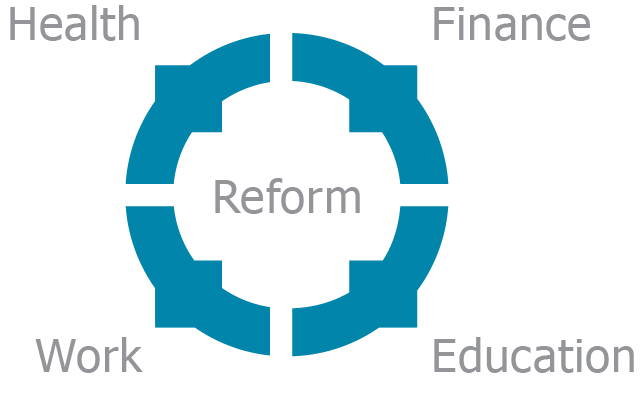 Health
Finance
Reform
Work
Education